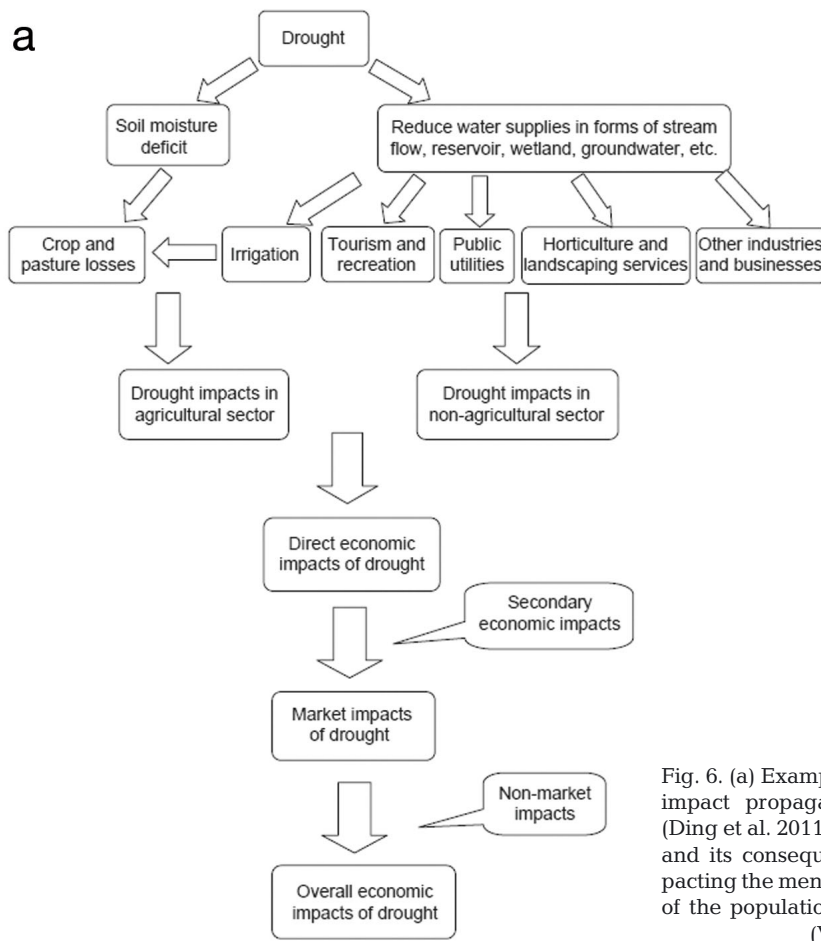 a
Drought
Soil moisture
deficit
Reduce water supplies in forms of stream
flow, reservoir, wetland, groundwater, etc.
Crop and
pasture losses
Irrigation
Tourism and
recreation
Public
utilities
Horticulture and
landscaping services
Other industries
and businesses
Drought impacts in
agricultural sector
Drought impacts in
non-agricultural sector
Direct economic
impacts of drought
Secondary
economic impacts
Market impacts
of drought
Non-market
impacts
Overall economic
impacts of drought
Fig. 6. (a) Examp
impact propaga
(Ding et al. 2011
and its consequ
pacting the men
of the populatio
(V